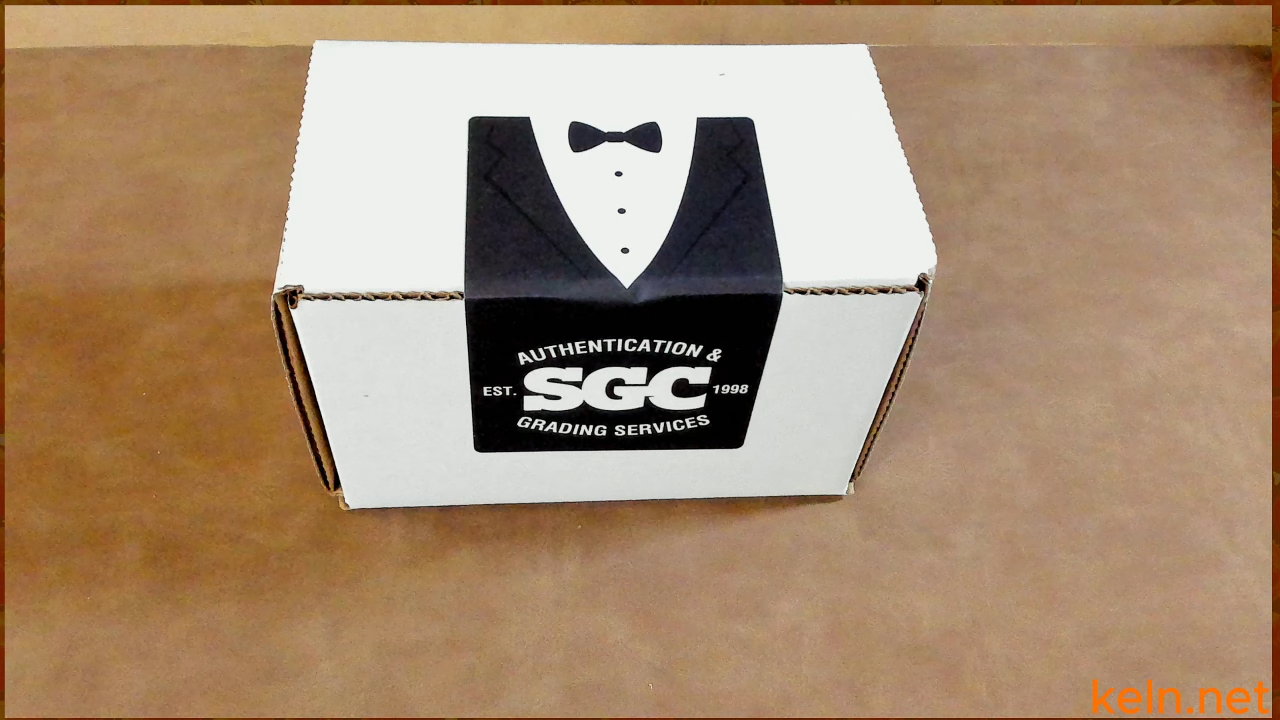 AUTHENTICATION &
EST. SGC 1998
GRADING SERVICES
keln.net